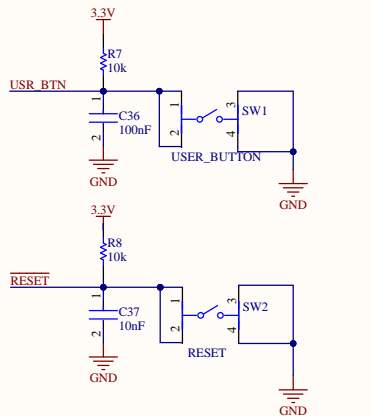 3.3V
R7
10k
USR_BTN
1
C36
100nF
2
1
2
3
4
SW1
USER_BUTTON
GND
GND
3.3V
R8
10k
RESET
1
C37
10nF
2
1
2
3
4
SW2
RESET
GND
GND